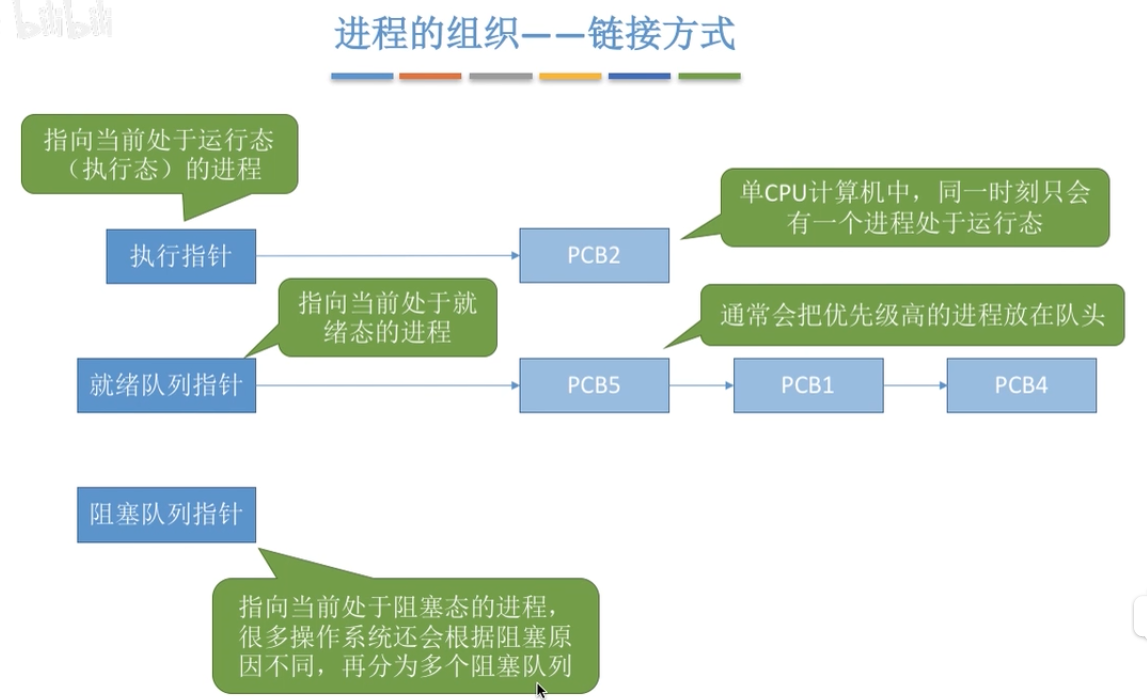 bilibili
进程的组织——链接方式
指向当前处于运行态
（执行态）的进程
单CPU计算机中，同一时刻只会
有一个进程处于运行态
执行指针
PCB2
指向当前处于就
绪态的进程
通常会把优先级高的进程放在队头
就绪队列指针
PCB5
PCB1
PCB4
阻塞队列指针
指向当前处于阻塞态的进程，
很多操作系统还会根据阻塞原
因不同，再分为多个阻塞队列